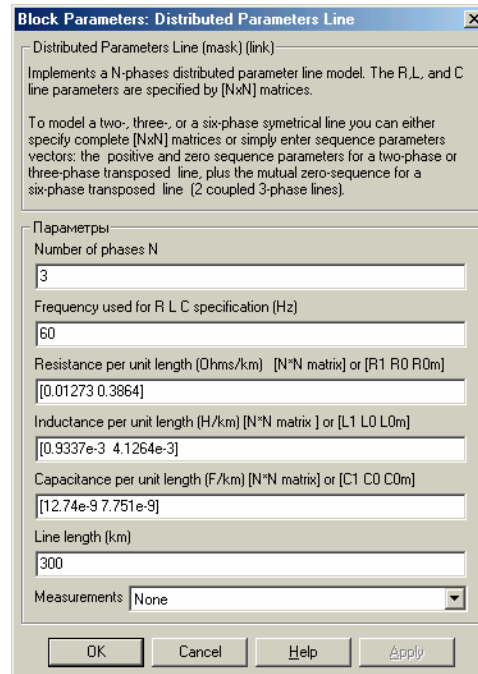 Block Parameters: Distributed Parameters Line
Distributed Parameters Line (mask) (link)
Implements a N-phases distributed parameter line model. The R,L, and C
line parameters are specified by [NxN] matrices.
To model a two-, three-, or a six-phase symetrical line you can either
specify complete [NxN] matrices or simply enter sequence parameters
vectors: the positive and zero sequence parameters for a two-phase or
three-phase transposed line, plus the mutual zero-sequence for a
six-phase transposed line (2 coupled 3-phase lines).
Параметры
Number of phases N
3
Frequency used for R L C specification (Hz)
60
Resistance per unit length (Ohms/km) [N*N matrix] or [R1 R0 R0m]
[0.01273 0.3864]
Inductance per unit length (H/km) [N*N matrix ] or [L1 L0 L0m]
[0.9337e-3 4.1264e-3]
Capacitance per unit length (F/km) [N*N matrix] or [C1 C0 C0m]
[12.74e-9 7.751e-9]
Line length (km)
300
Measurements None
OK Cancel Help Apply